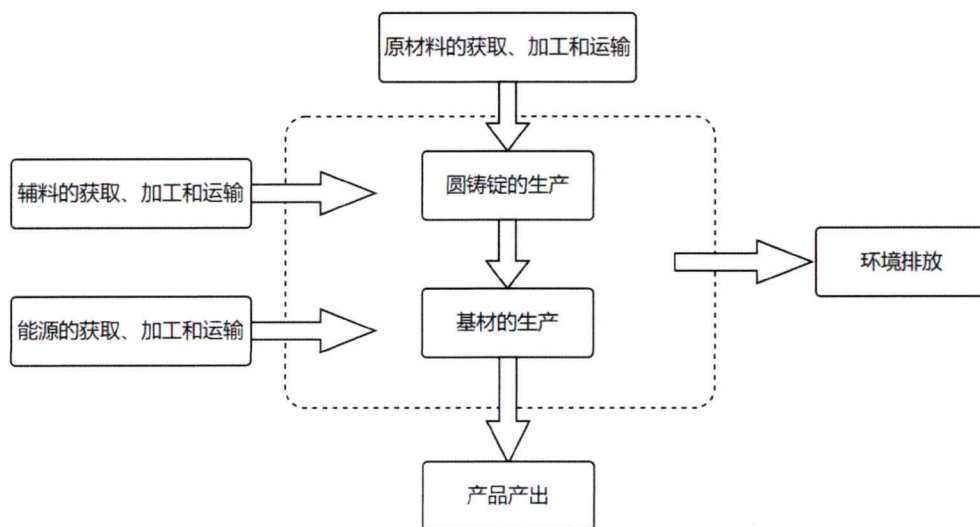 原材料的获取、加工和运输
辅料的获取、加工和运输
圆铸锭的生产
环境排放
能源的获取、加工和运输
基材的生产
产品产出